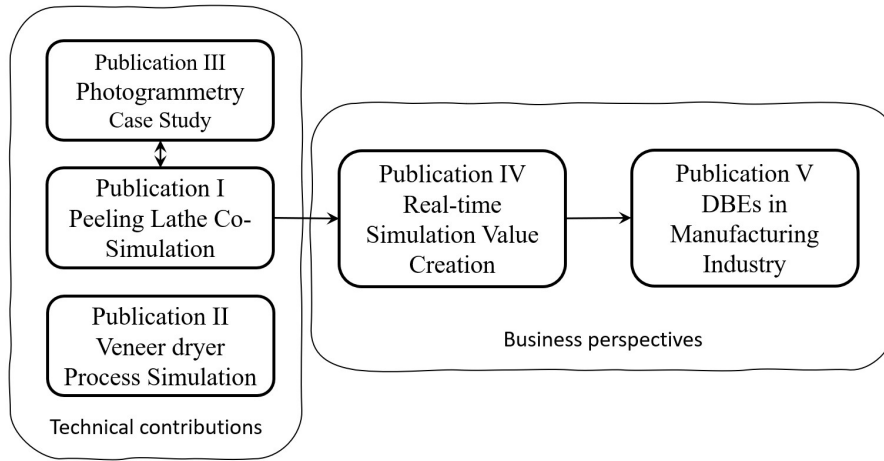 Publication III
Photogrammetry
Case Study
Publication I
Peeling Lathe Co-
Simulation
Publication II
Veneer dryer
Process Simulation
Technical contributions
Publication IV
Real-time
Simulation Value
Creation
Publication V
DBEs in
Manufacturing
Industry
Business perspectives